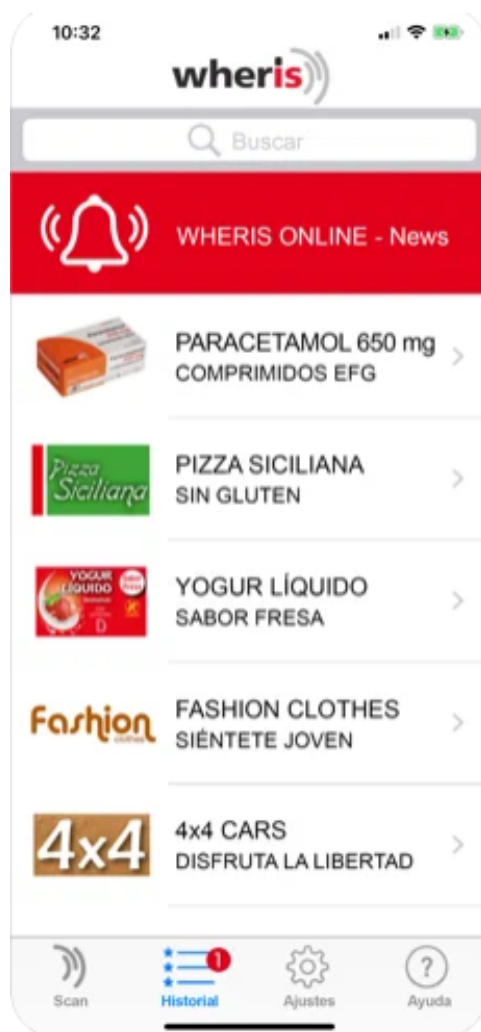 10:32
wheris
Buscar
WHERIS ONLINE - News
PARACETAMOL 650 mg
COMPRIMIDOS EFG
Pizza
Siciliana
PIZZA SICILIANA
SIN GLUTEN
YOGUR
LÍQUIDO
D
YOGUR LÍQUIDO
SABOR FRESA
Fashion
clothes
FASHION CLOTHES
SIÉNTETE JOVEN
4x4
4x4 CARS
DISFRUTA LA LIBERTAD
1
Scan
Historial
Ajustes
?
Ayuda